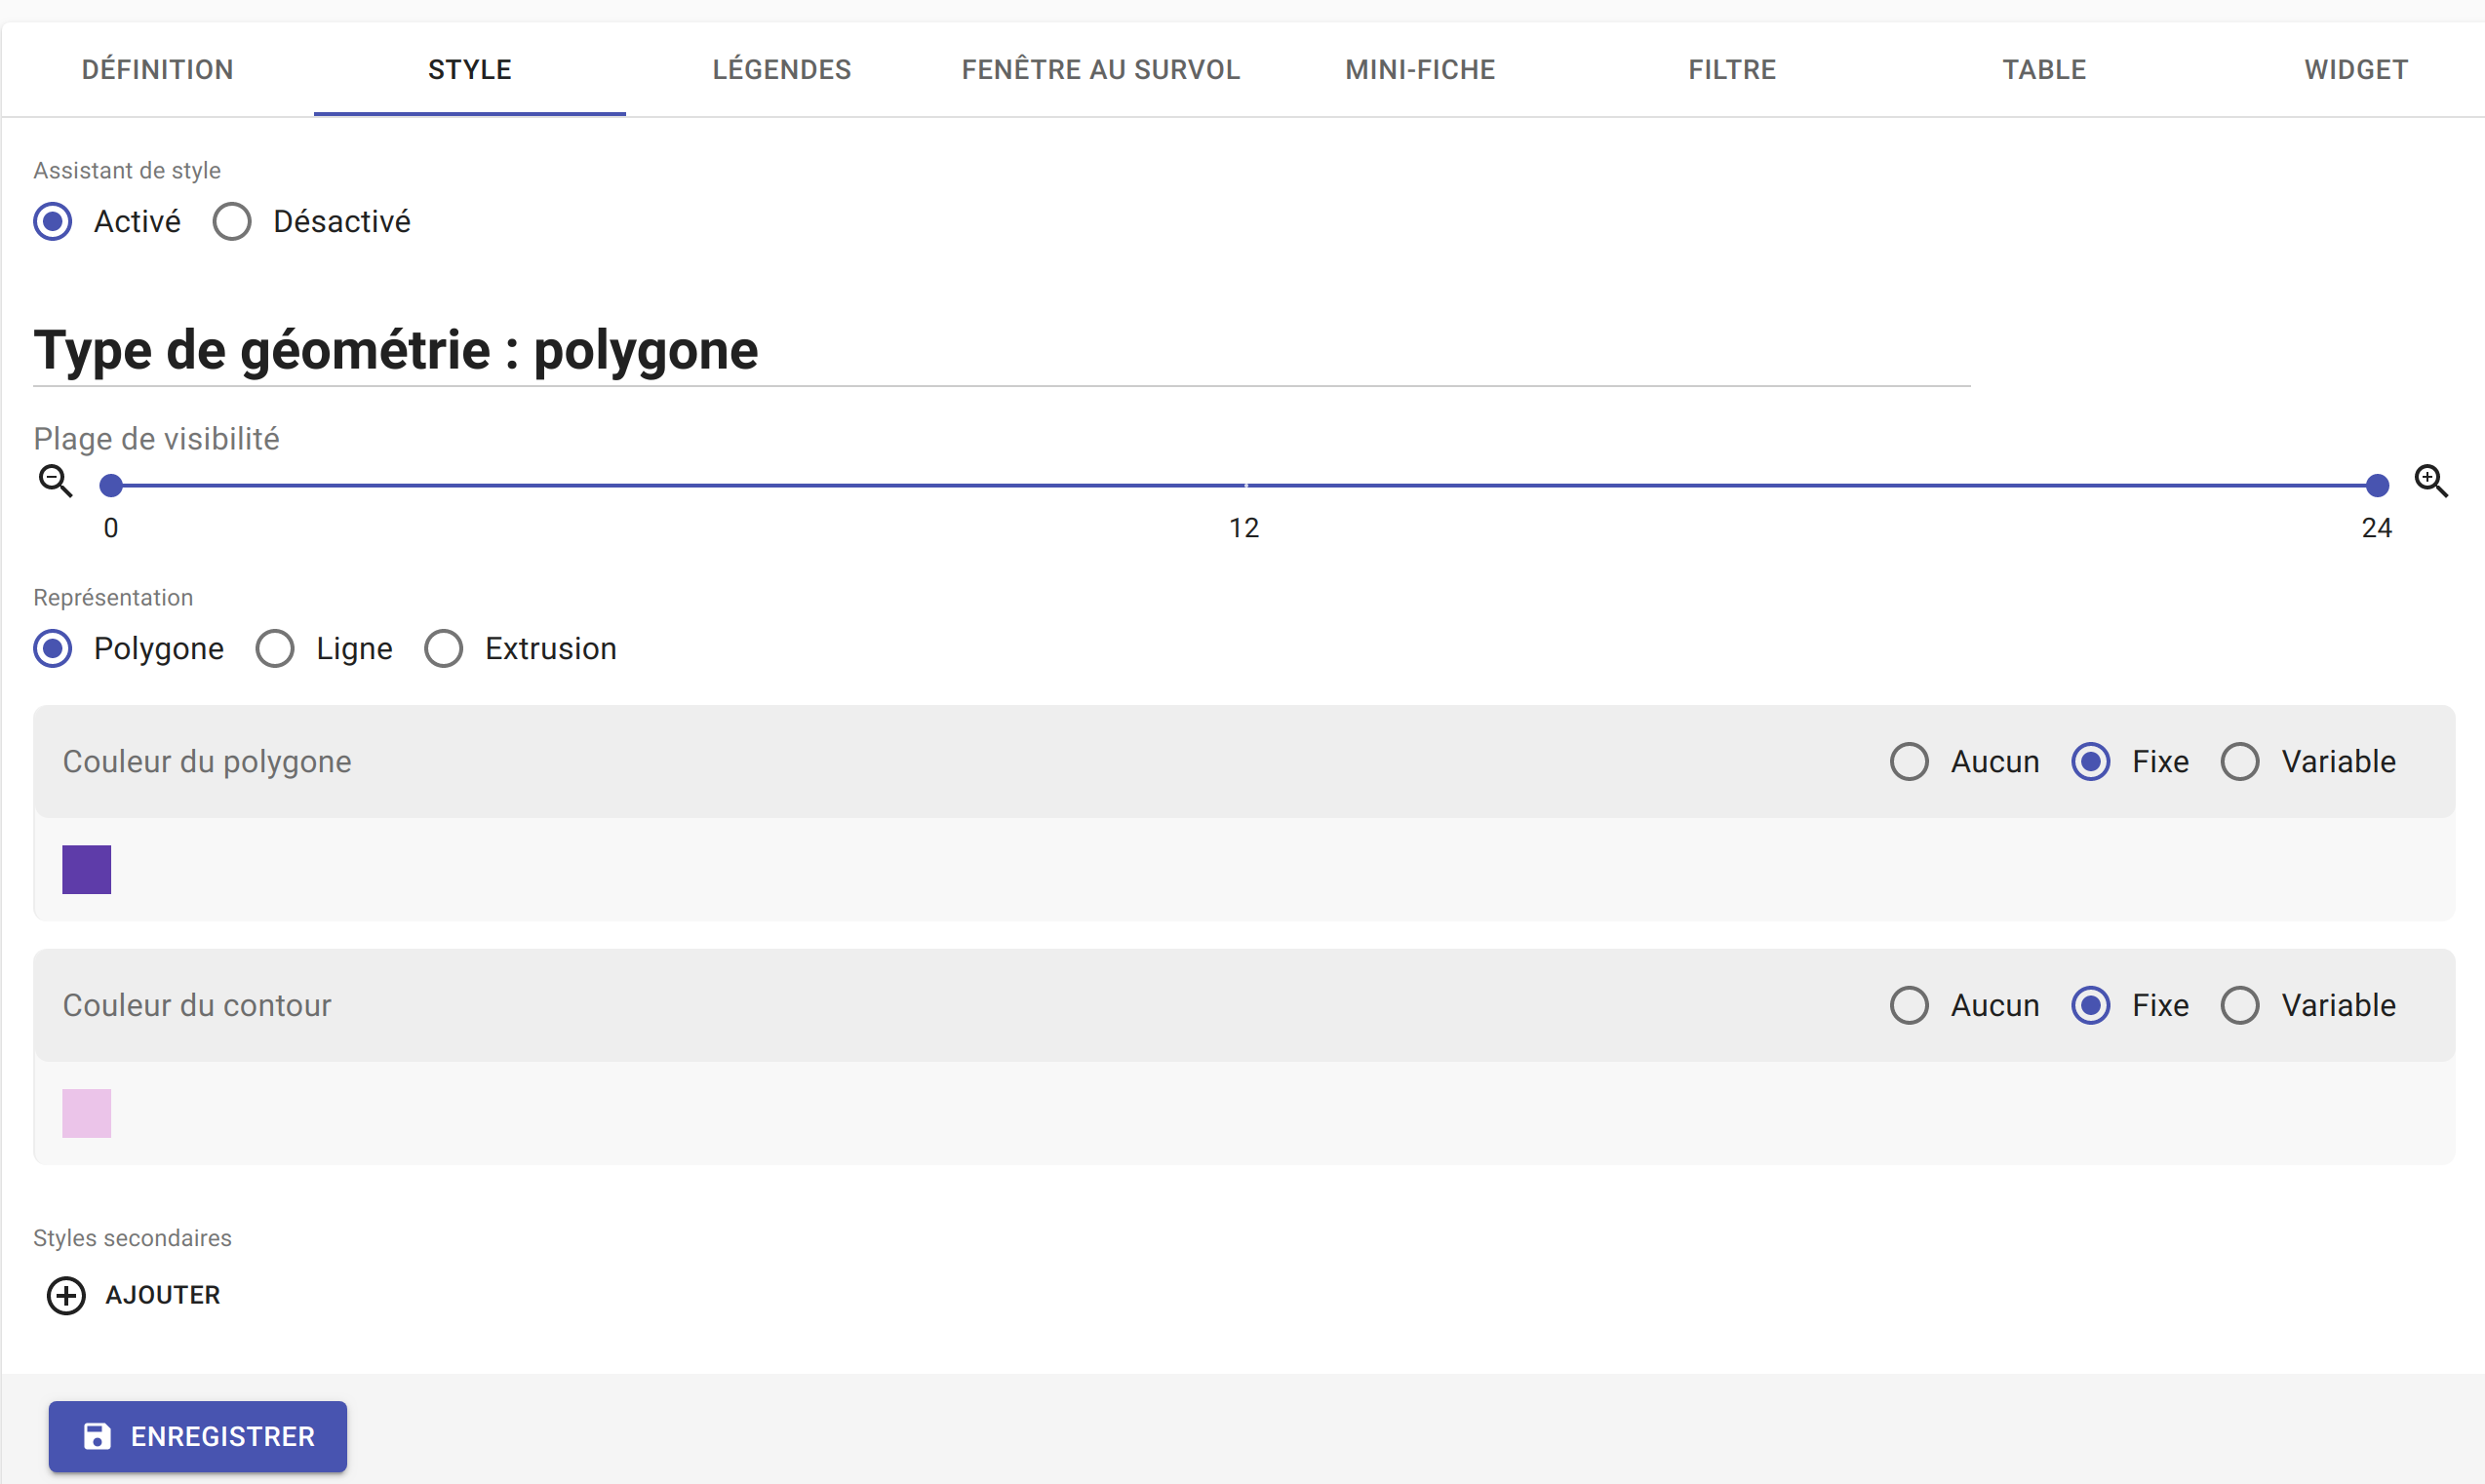 DÉFINITION STYLE LÉGENDES FENÊTRE AU SURVOL MINI-FICHE FILTRE TABLE WIDGET
Assistant de style
Activé Désactivé
Type de géométrie : polygone
Plage de visibilité
0 12 24
Représentation
Polygone Ligne Extrusion
Couleur du polygone Aucun Fixe Variable
Couleur du contour Aucun Fixe Variable
Styles secondaires
AJOUTER
ENREGISTRER